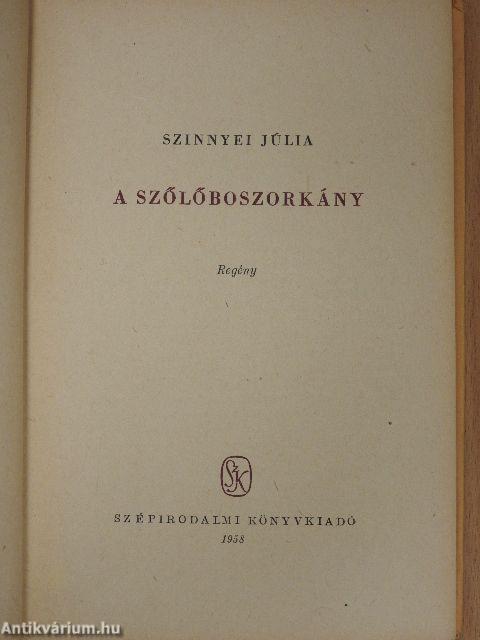 SZINNYEI JÚLIA
A SZŐLŐBOSZORKÁNY
Regény
SZK
SZÉPIRODALMI KÖNYVKIADÓ
1958
Antikvárium.hu